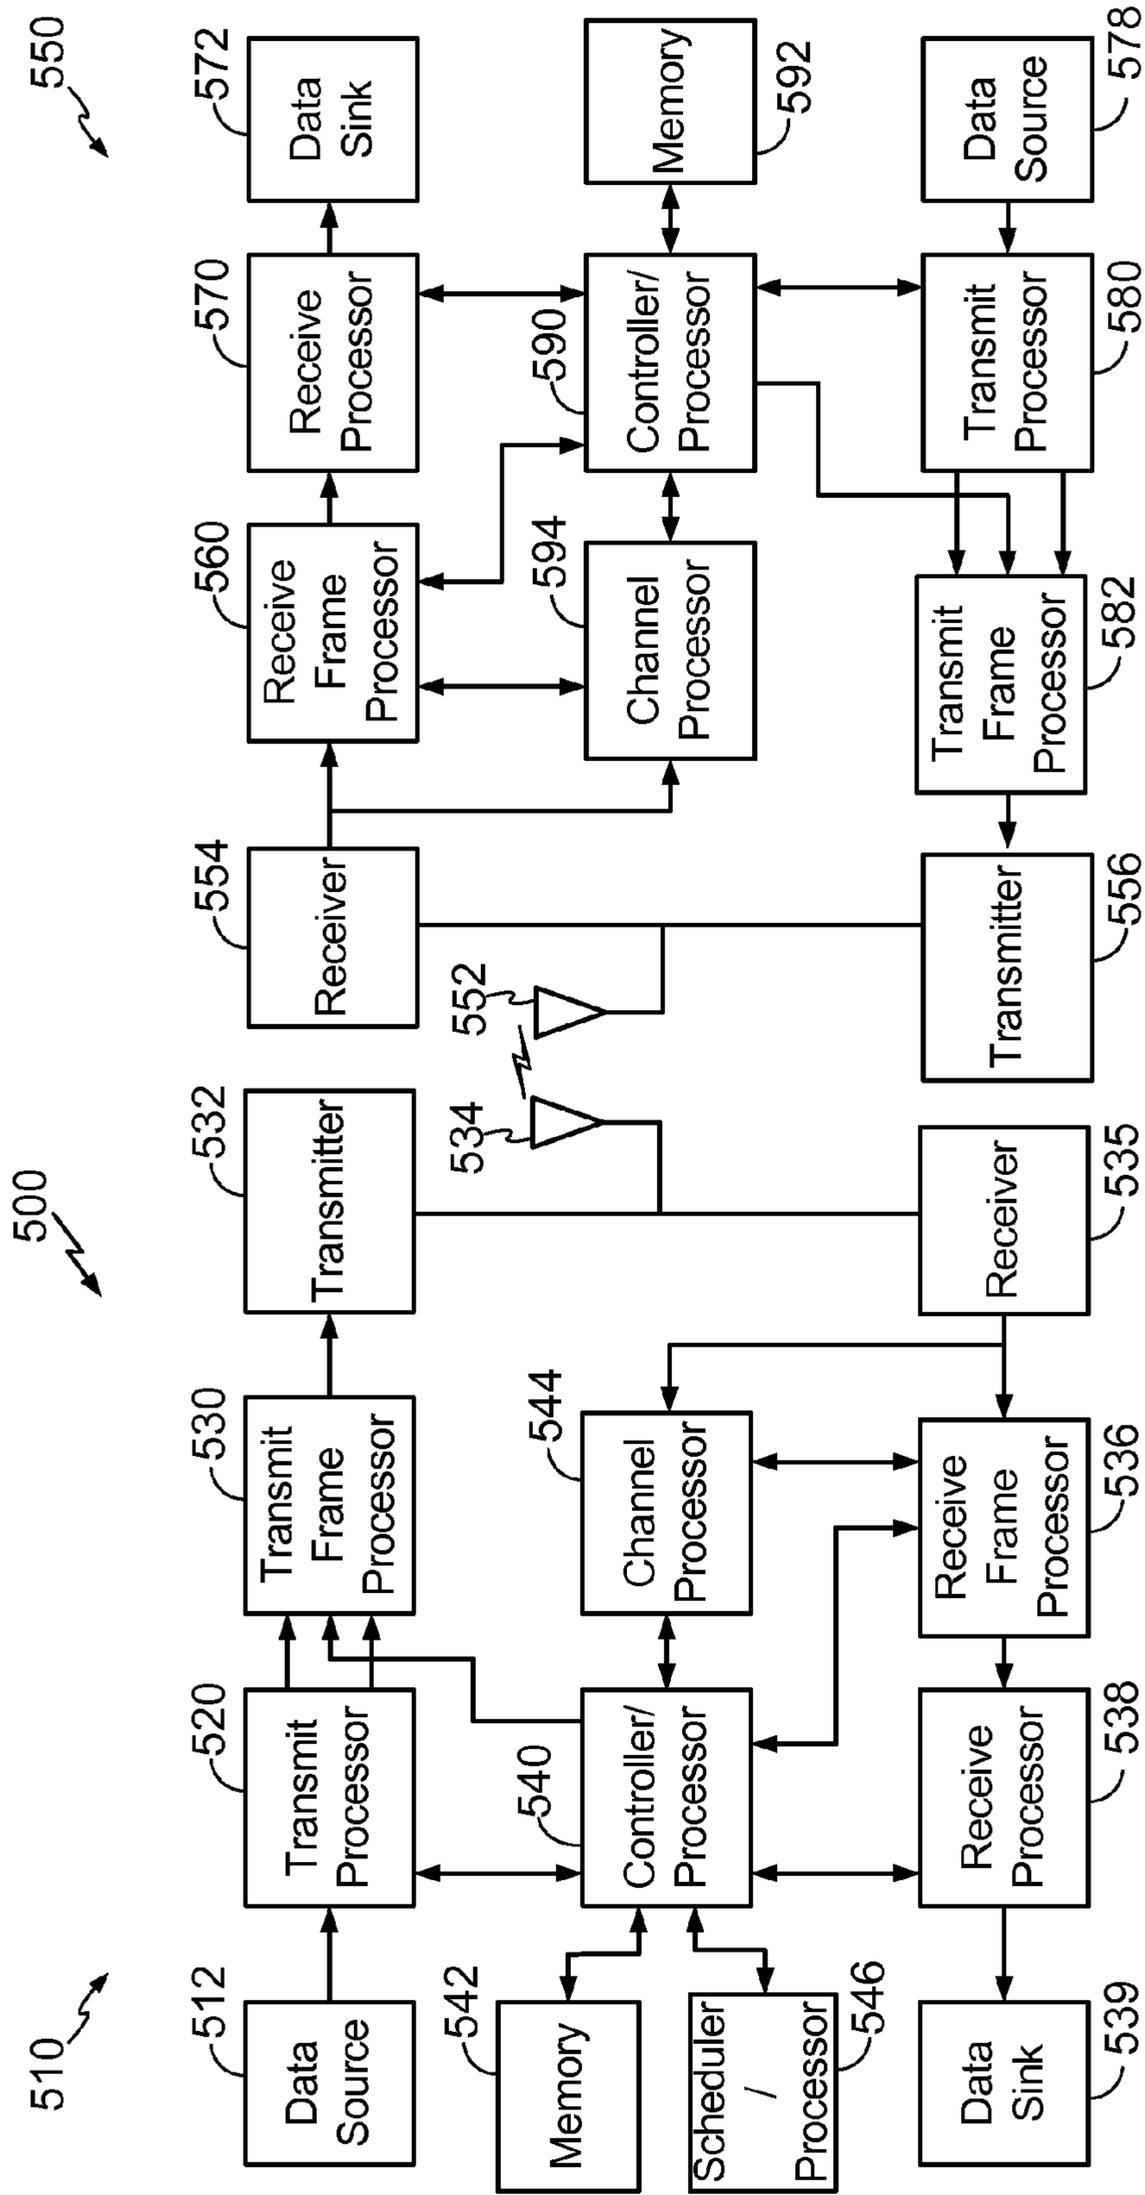 500
510
550
512
Data
Source
520
Transmit
Processor
530
Transmit
Frame
Processor
532
Transmitter
554
Receiver
560
Receive
Frame
Processor
570
Receive
Processor
572
Data
Sink
534
552
542
Memory
540
Controller/
Processor
544
Channel
Processor
594
Channel
Processor
590
Controller/
Processor
Memory
592
Scheduler
/
Processor
546
Data
Sink
539
Receive
Processor
538
Receive
Frame
Processor
536
Receiver
535
Transmitter
556
Transmit
Frame
Processor
582
Transmit
Processor
580
Data
Source
578